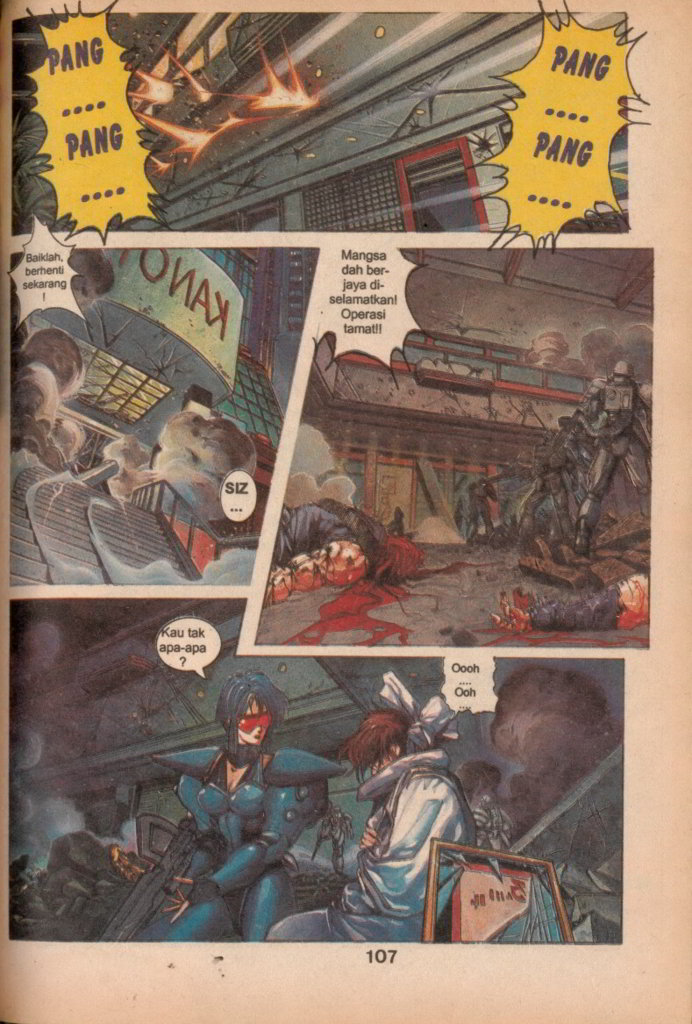 PANG
....
PANG
....
PANG
....
PANG
....
Baiklah,
berhenti
sekarang
!
KANOY
SIZ
...
Mangsa
dah ber-
jaya di-
selamatkan!
Operasi
tamat!!
Kau tak
apa-apa
?
Oooh
....
Ooh
....
107